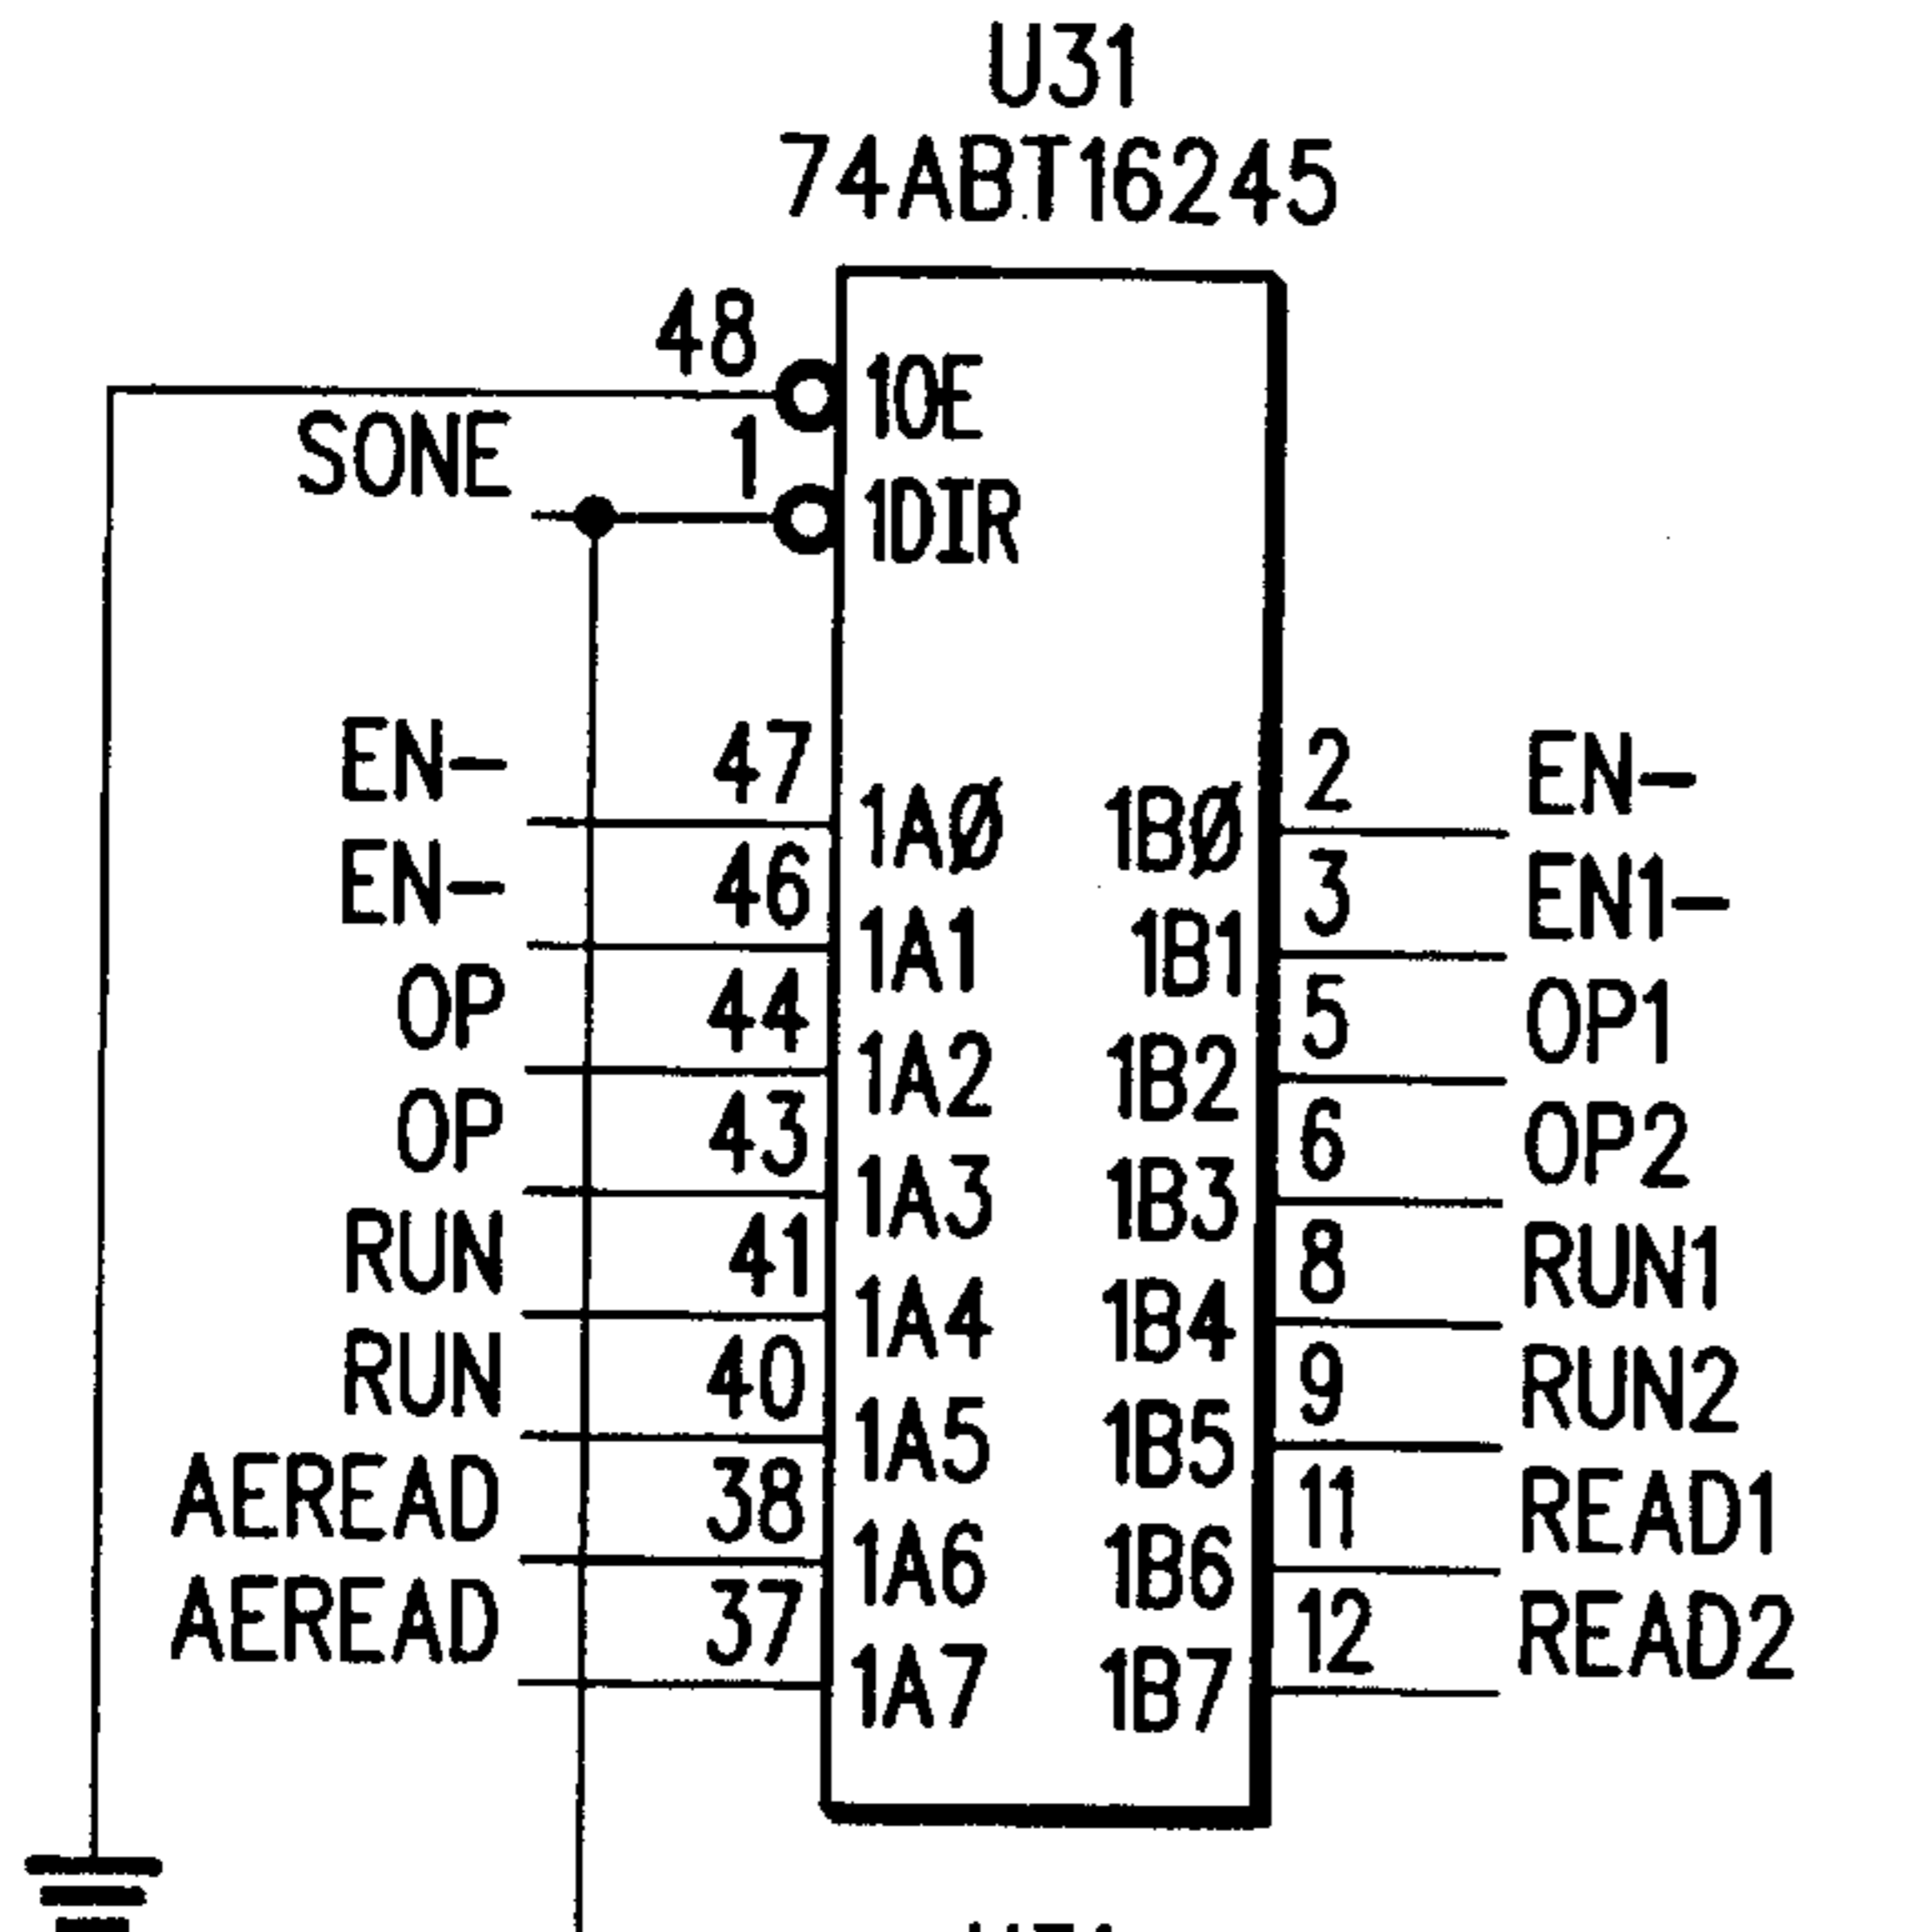 U31
74ABT16245
48 1OE
SONE 1 1DIR
EN- 47 1AØ 1BØ 2 EN-
EN- 46 1A1 1B1 3 EN1-
OP 44 1A2 1B2 5 OP1
OP 43 1A3 1B3 6 OP2
RUN 41 1A4 1B4 8 RUN1
RUN 40 1A5 1B5 9 RUN2
AEREAD 38 1A6 1B6 11 READ1
AEREAD 37 1A7 1B7 12 READ2